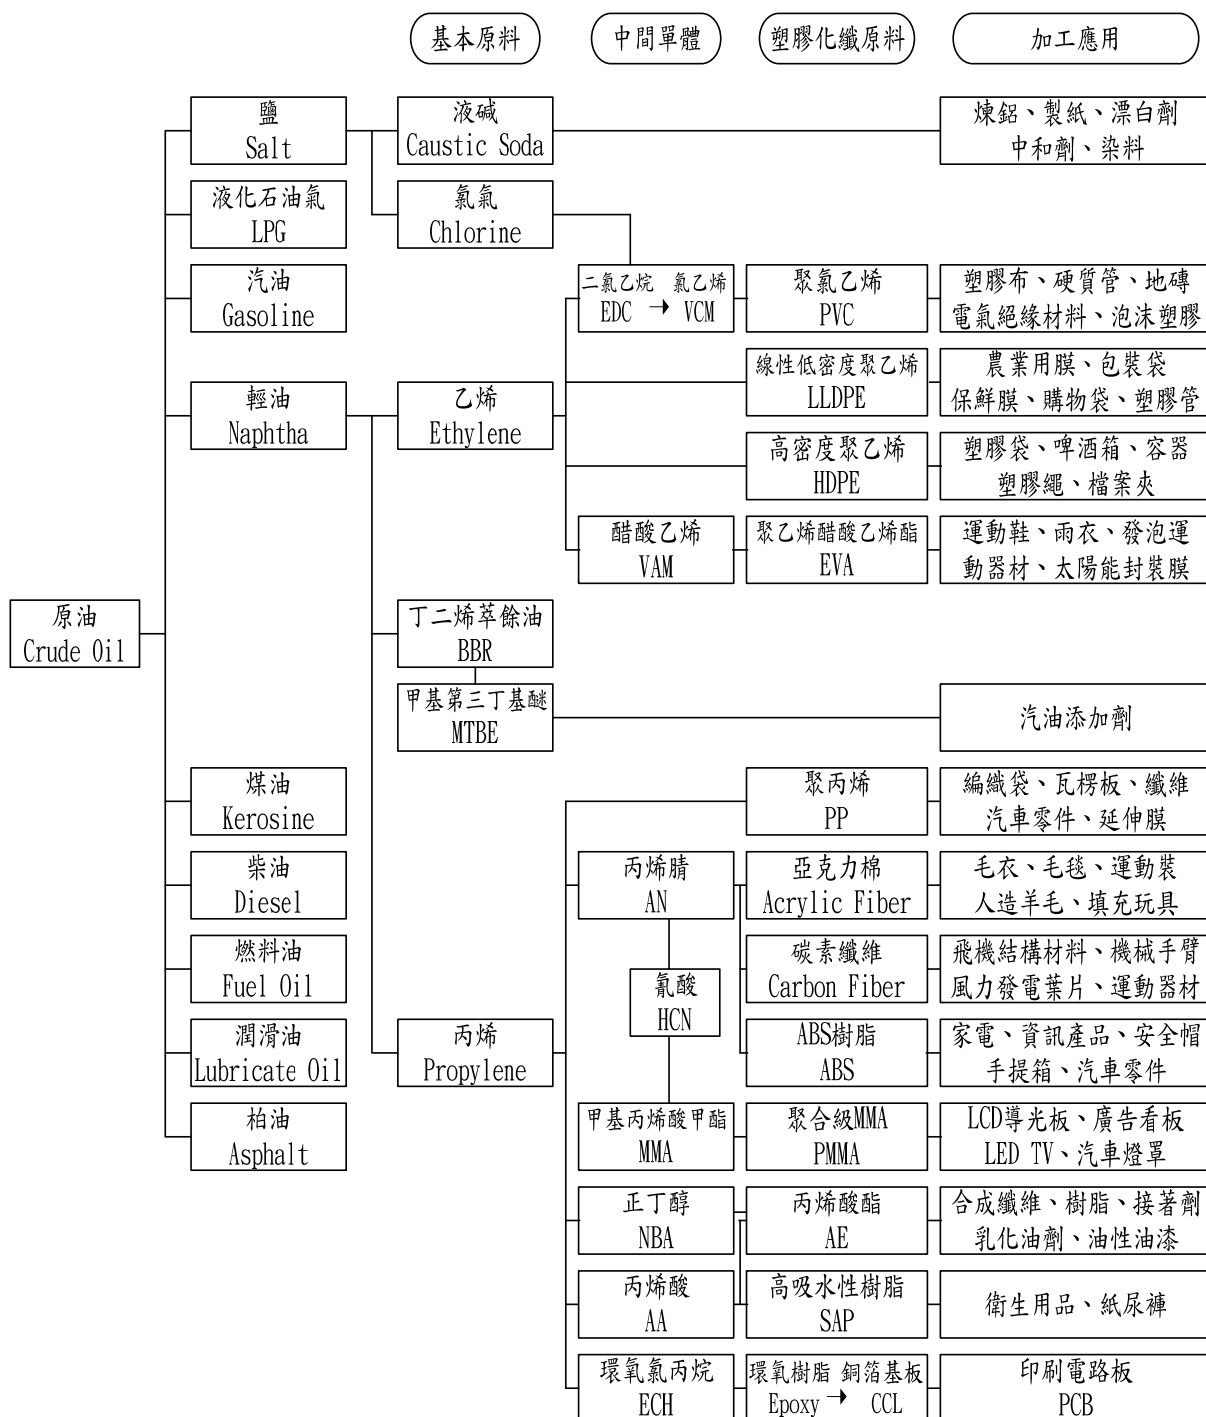 基本原料
中間單體
塑膠化纖原料
加工應用
鹽
Salt
液碱
Caustic Soda
煉鋁、製紙、漂白劑
中和劑、染料
液化石油氣
LPG
氯氣
Chlorine
汽油
Gasoline
二氯乙烷 氯乙烯
EDC → VCM
聚氯乙烯
PVC
塑膠布、硬質管、地磚
電氣絕緣材料、泡沫塑膠
線性低密度聚乙烯
LLDPE
農業用膜、包裝袋
保鮮膜、購物袋、塑膠管
輕油
Naphtha
乙烯
Ethylene
高密度聚乙烯
HDPE
塑膠袋、啤酒箱、容器
塑膠繩、檔案夾
醋酸乙烯
VAM
聚乙烯醋酸乙烯酯
EVA
運動鞋、雨衣、發泡運
動器材、太陽能封裝膜
原油
Crude Oil
丁二烯萃餘油
BBR
甲基第三丁基醚
MTBE
汽油添加劑
煤油
Kerosine
聚丙烯
PP
編織袋、瓦楞板、纖維
汽車零件、延伸膜
柴油
Diesel
丙烯腈
AN
亞克力棉
Acrylic Fiber
毛衣、毛毯、運動裝
人造羊毛、填充玩具
燃料油
Fuel Oil
氰酸
HCN
碳素纖維
Carbon Fiber
飛機結構材料、機械手臂
風力發電葉片、運動器材
潤滑油
Lubricate Oil
丙烯
Propylene
ABS樹脂
ABS
家電、資訊產品、安全帽
手提箱、汽車零件
柏油
Asphalt
甲基丙烯酸甲酯
MMA
聚合級MMA
PMMA
LCD導光板、廣告看板
LED TV、汽車燈罩
正丁醇
NBA
丙烯酸酯
AE
合成纖維、樹脂、接著劑
乳化油劑、油性油漆
丙烯酸
AA
高吸水性樹脂
SAP
衛生用品、紙尿褲
環氧氯丙烷
ECH
環氧樹脂 銅箔基板
Epoxy → CCL
印刷電路板
PCB